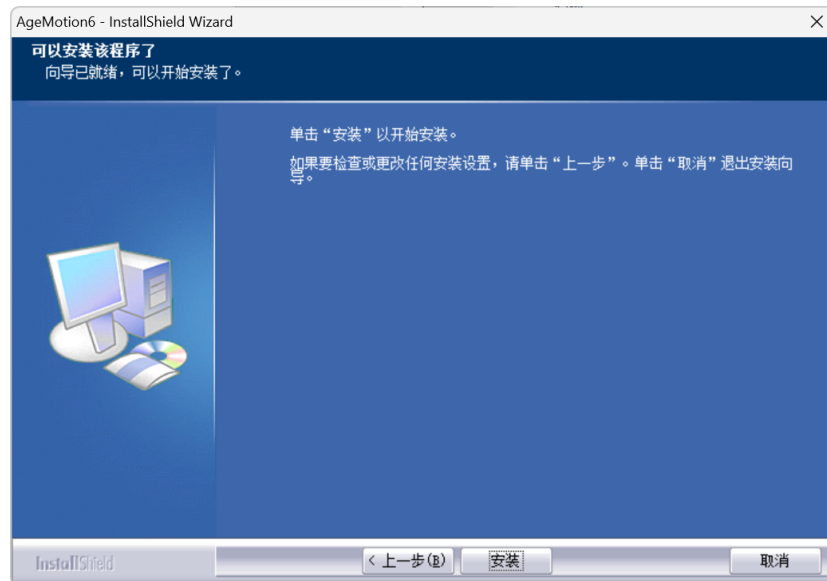 AgeMotion6 - InstallShield Wizard
可以安装该程序了
向导已就绪，可以开始安装了。
单击“安装”以开始安装。
如果要检查或更改任何安装设置，请单击“上一步”。单击“取消”退出安装向
导。
InstallShield
< 上一步(B)
安装
取消